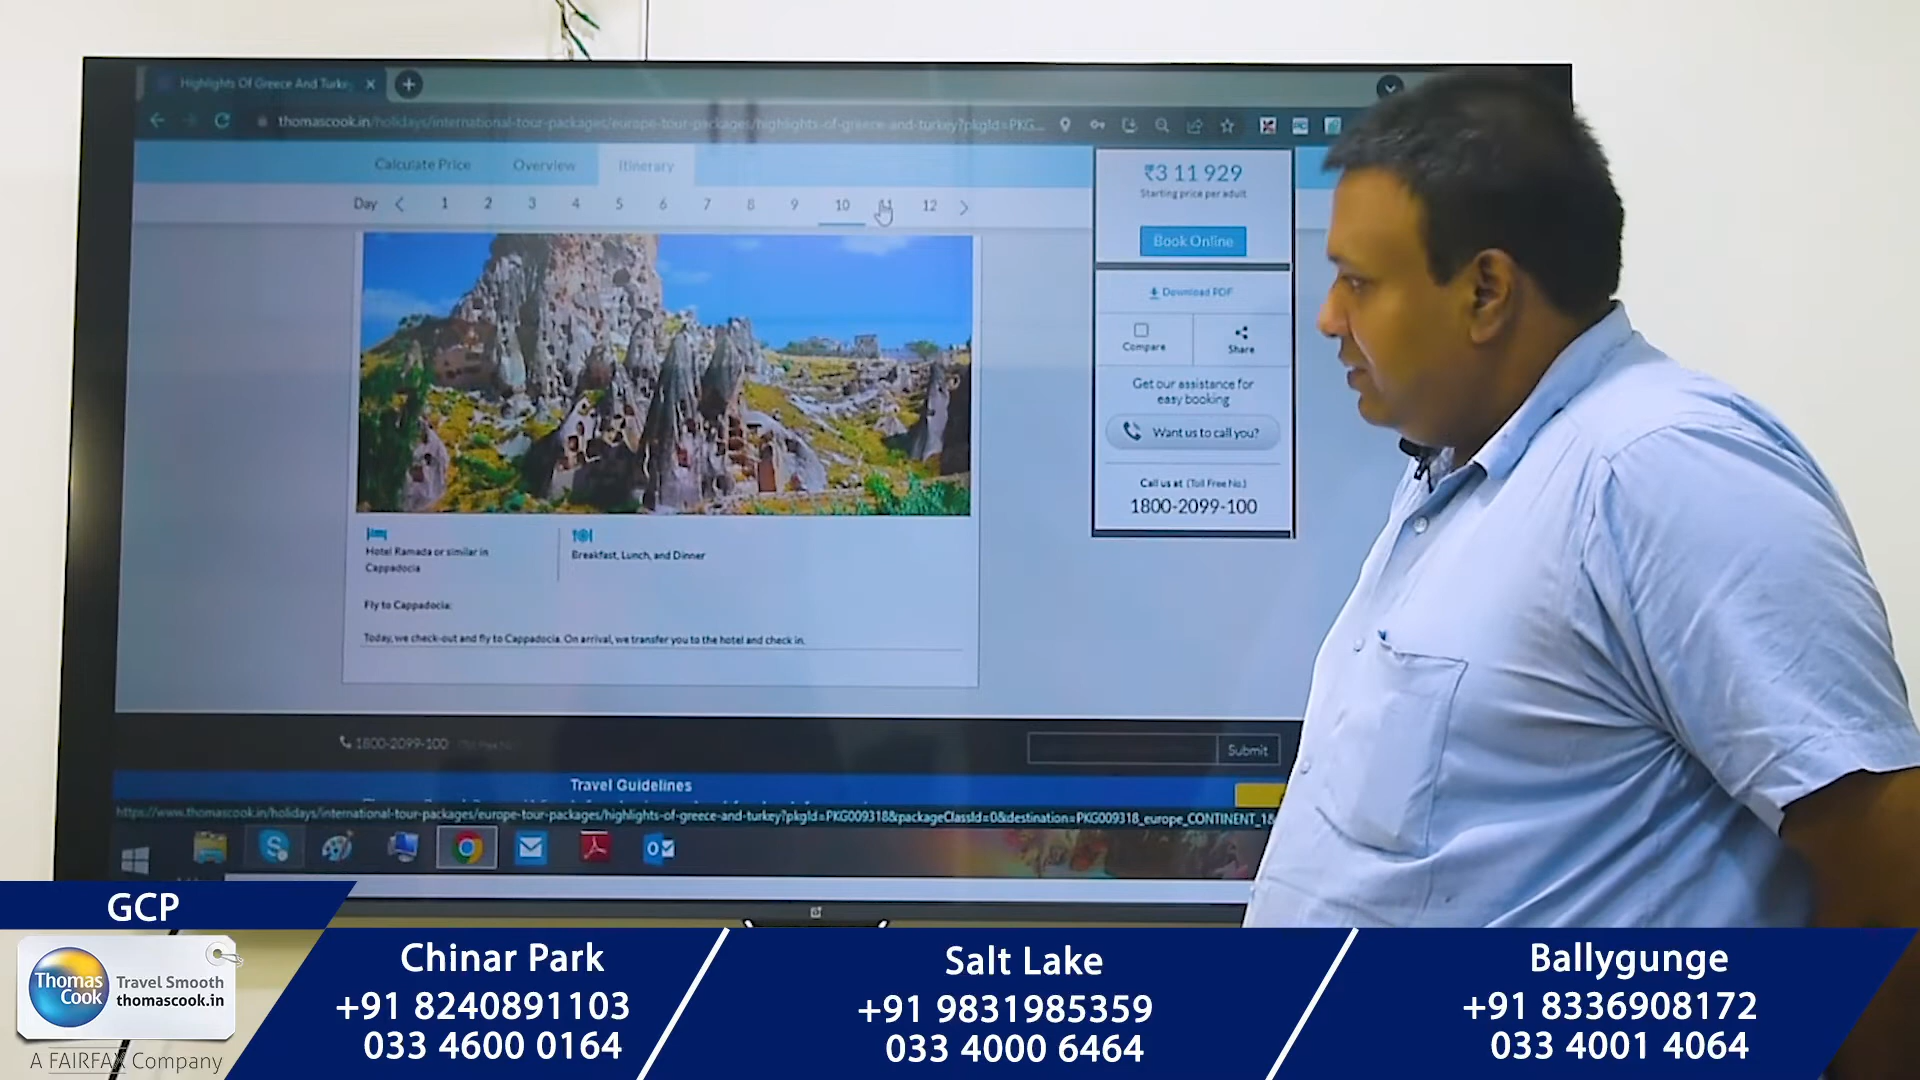 Highlights Of Greece And Turke
thomascook.in/holidays/international-tour-packages/europe-tour-packages/highlights-of-greece-and-turkey?pkgId=PKG...
Calculate Price Overview Itinerary
Day 1 2 3 4 5 6 7 8 9 10 11 12
₹3 11 929
Starting price per adult
Book Online
Download PDF
Compare Share
Get our assistance for
easy booking
Want us to call you?
Call us at (Toll Free No.)
1800-2099-100
Hotel Ramada or similar in
Cappadocia
Breakfast, Lunch, and Dinner
Fly to Cappadocia:
Today, we check-out and fly to Cappadocia. On arrival, we transfer you to the hotel and check in.
1800-2099-100
Submit
Travel Guidelines
https://www.thomascook.in/holidays/international-tour-packages/europe-tour-packages/highlights-of-greece-and-turkey?pkgId=PKG009318&packageClassId=0&destination=PKG009318_europe_CONTINENT_1&
GCP
Thomas
Cook
Travel Smooth
thomascook.in
A FAIRFAX Company
Chinar Park
+91 8240891103
033 4600 0164
Salt Lake
+91 9831985359
033 4000 6464
Ballygunge
+91 8336908172
033 4001 4064